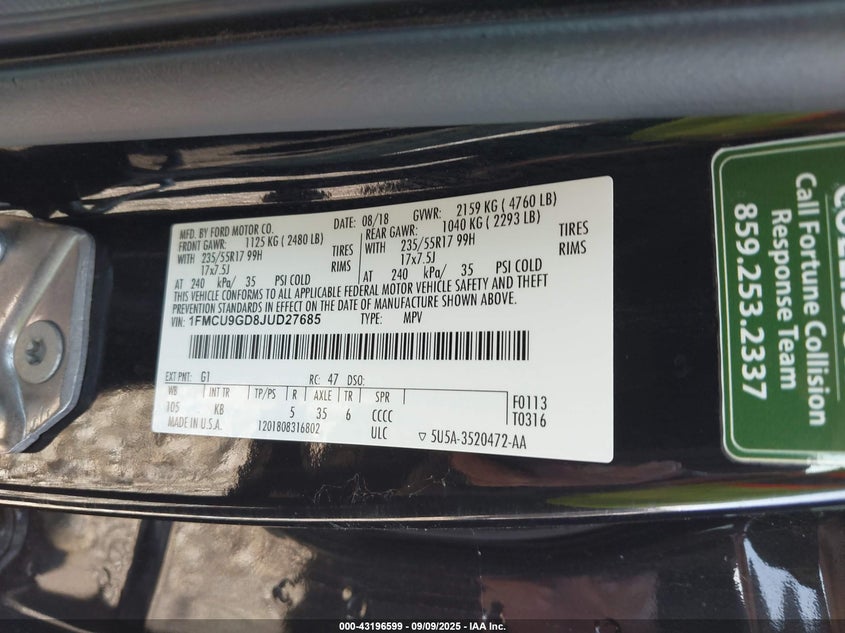 MFD. BY FORD MOTOR CO.
DATE: 08/18
GVWR: 2159 KG ( 4760 LB)
FRONT GAWR: 1125 KG ( 2480 LB)
REAR GAWR: 1040 KG ( 2293 LB)
WITH 235/55R17 99H TIRES
WITH 235/55R17 99H TIRES
17x7.5J RIMS
17x7.5J RIMS
AT 240 kPa/ 35 PSI COLD
AT 240 kPa/ 35 PSI COLD
THIS VEHICLE CONFORMS TO ALL APPLICABLE FEDERAL MOTOR VEHICLE SAFETY AND THEFT
PREVENTION STANDARDS IN EFFECT ON THE DATE OF MANUFACTURE SHOWN ABOVE.
VIN: 1FMCU9GD8JUD27685 TYPE: MPV
EXT PNT: G1 RC: 47 DSO:
WB INT TR TP/PS R AXLE TR SPR
105 KB 5 35 6 CCCC
F0113
T0316
MADE IN U.S.A. 1201808316802 ULC ▽ 5U5A-3520472-AA
Call Fortune Collision
Response Team
859.253.2337
000-43196599 - 09/09/2025 - IAA Inc.